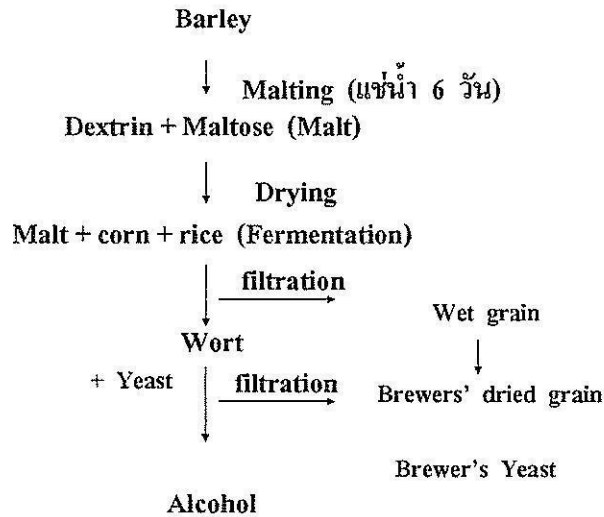 Barley
Malting (แช่น้ำ 6 วัน)
Dextrin + Maltose (Malt)
Drying
Malt + corn + rice (Fermentation)
filtration
Wet grain
Wort
+ Yeast
filtration
Brewers' dried grain
Brewer's Yeast
Alcohol